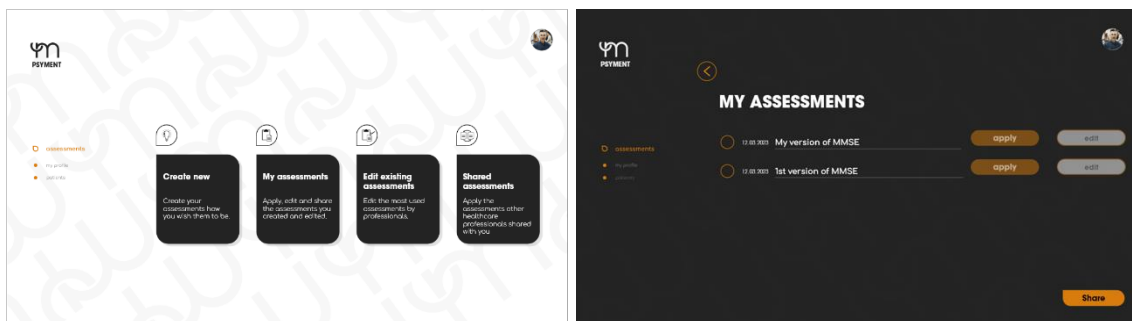 PSYMENT
assessments
my profile
patients
Create new
Create your
assessments how
you wish them to be.
My assessments
Apply, edit and share
the assessments you
created and edited.
Edit existing
assessments
Edit the most used
assessments by
professionals.
Shared
assessments
Apply the
assessments other
healthcare
professionals shared
with you
PSYMENT
MY ASSESSMENTS
assessments
my profile
patients
12.03.2023 My version of MMSE apply edit
12.03.2023 1st version of MMSE apply edit
Share